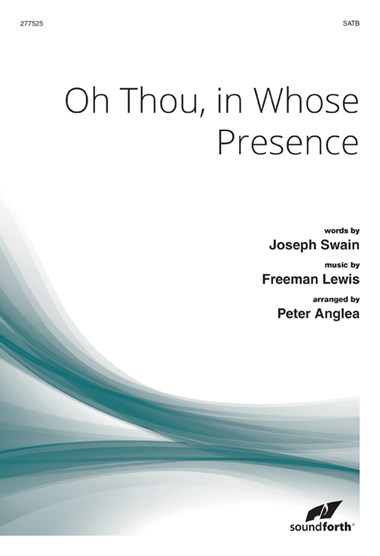 277525
SATB
Oh Thou, in Whose
Presence
words by
Joseph Swain
music by
Freeman Lewis
arranged by
Peter Anglea
soundforth®